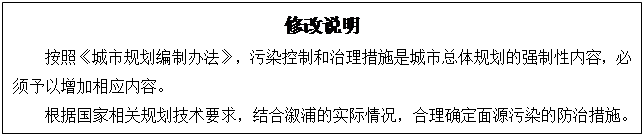 修改说明
按照《城市规划编制办法》，污染控制和治理措施是城市总体规划的强制性内容，必
须予以增加相应内容。
根据国家相关规划技术要求，结合溆浦的实际情况，合理确定面源污染的防治措施。